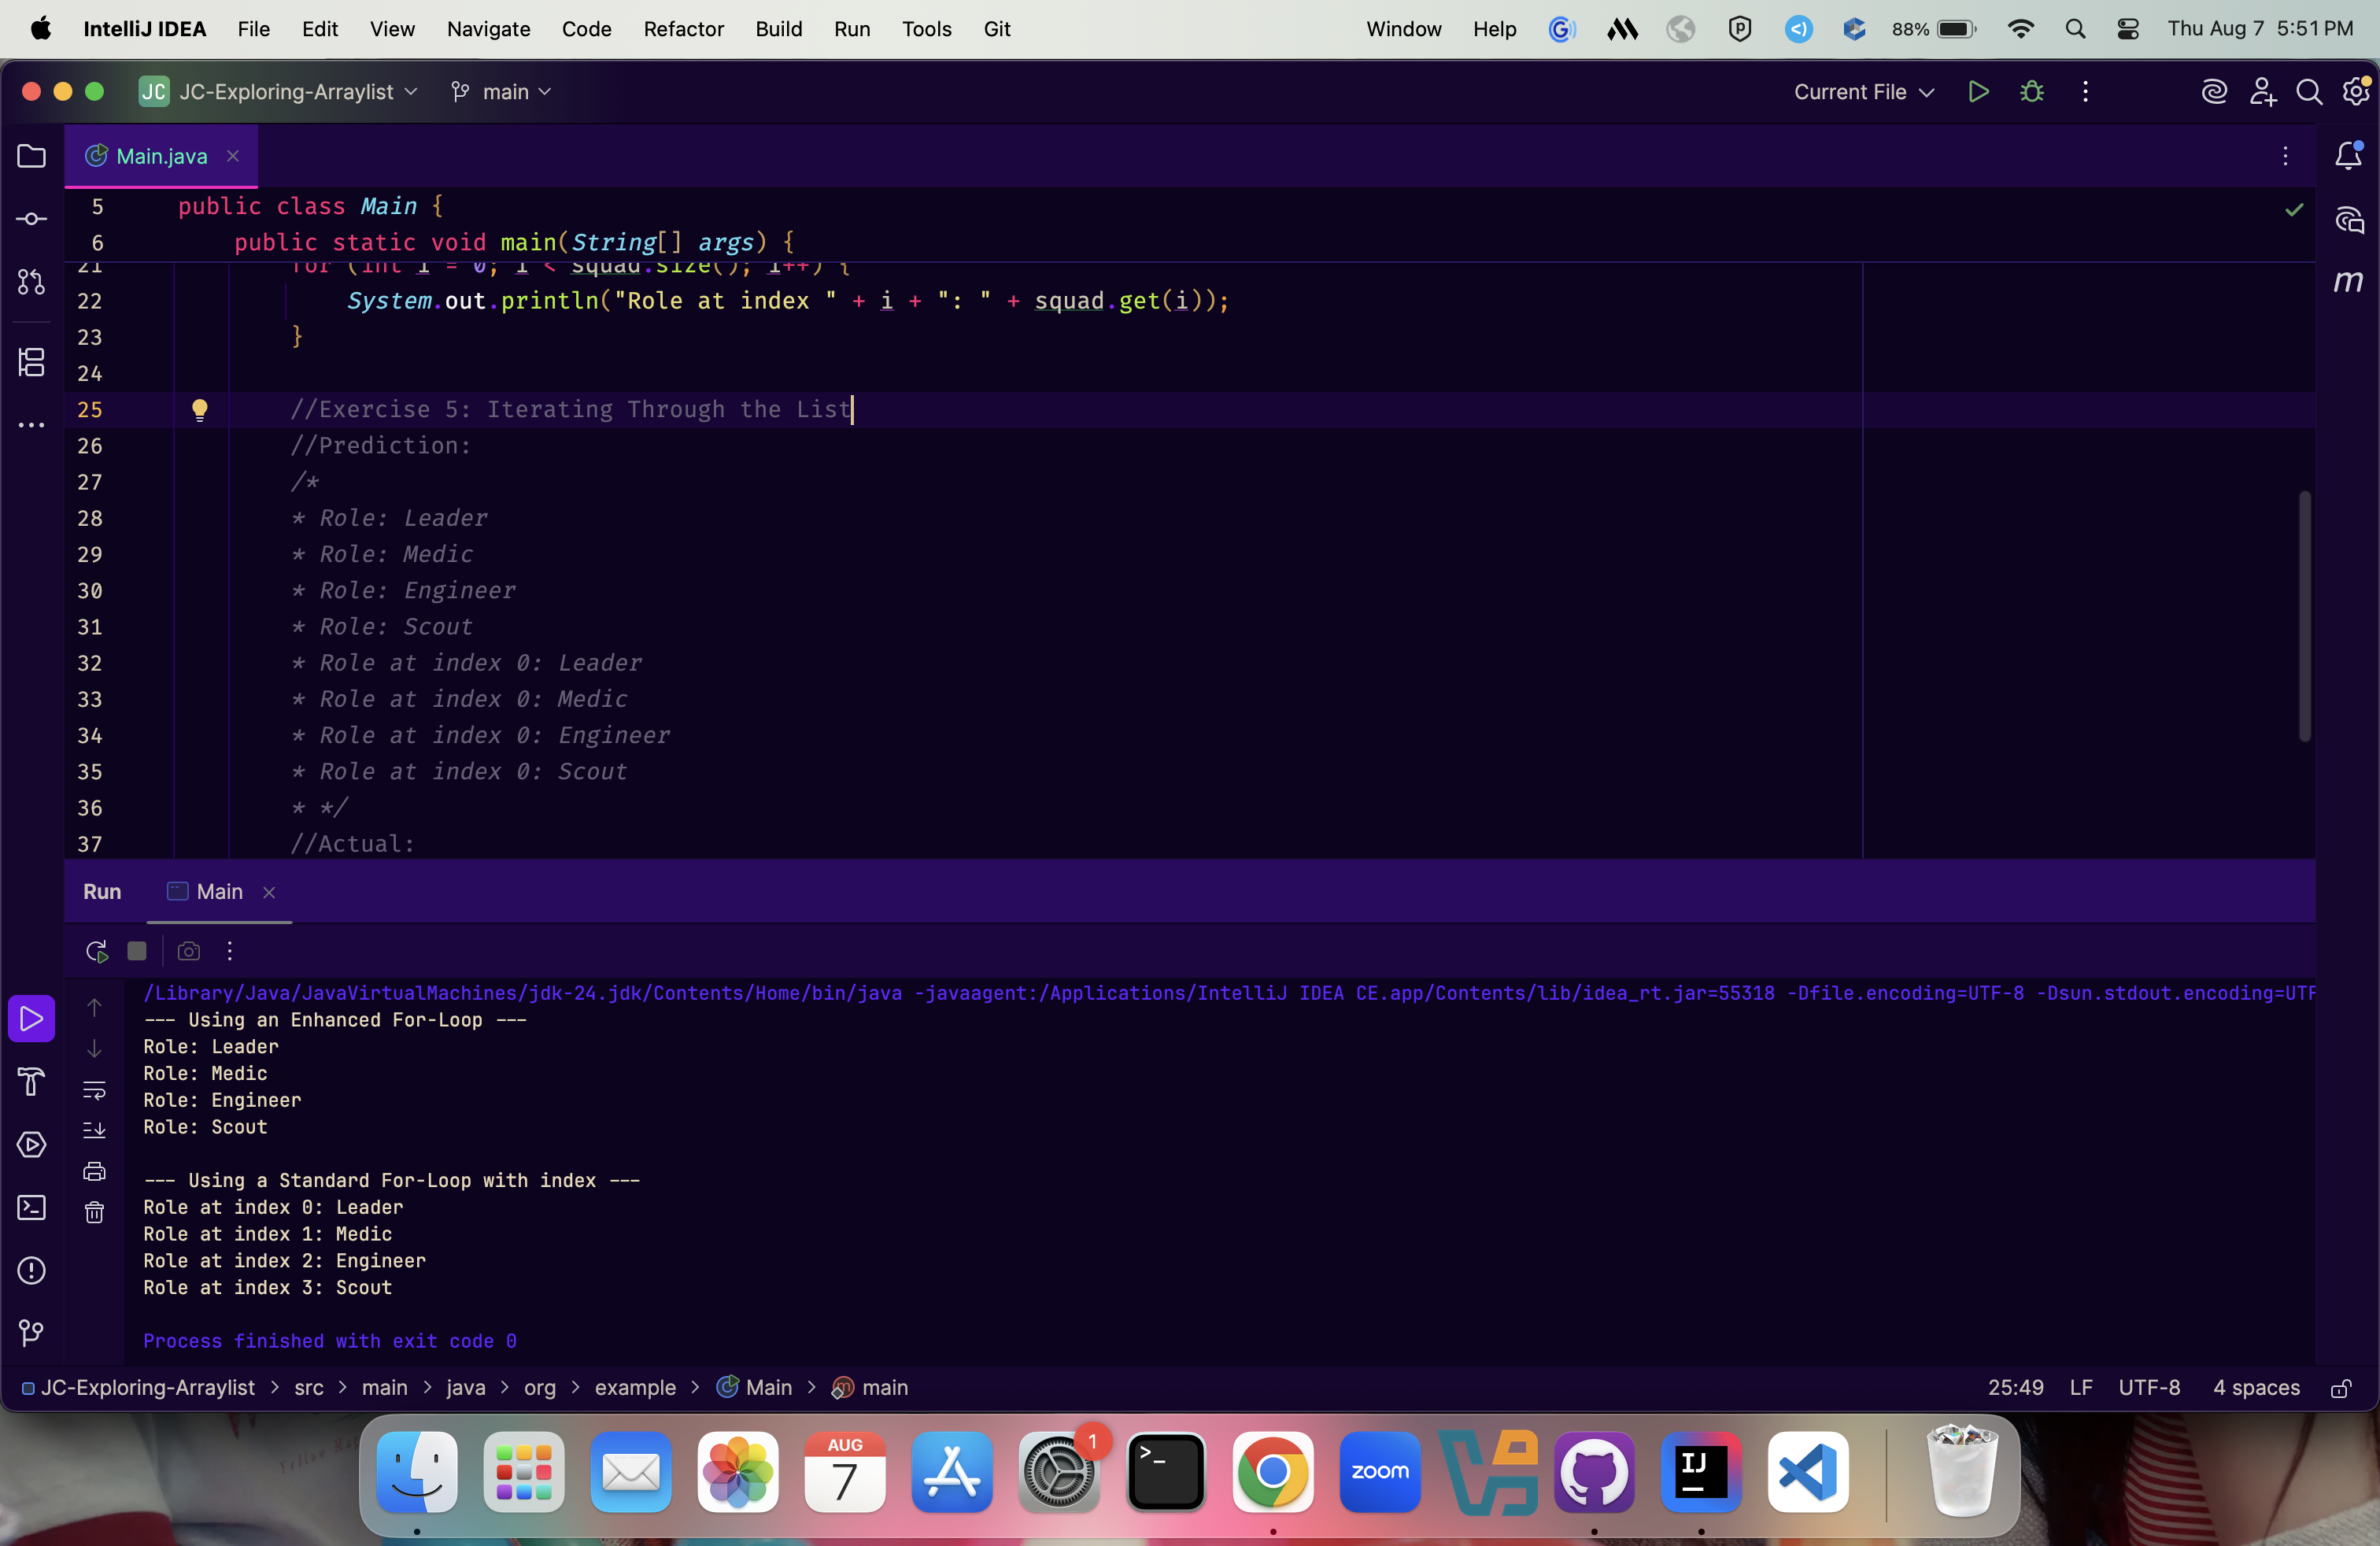 IntelliJ IDEA File Edit View Navigate Code Refactor Build Run Tools Git Window Help 88% Thu Aug 7 5:51 PM
JC JC-Exploring-Arraylist main Current File
Main.java
5 public class Main {
6 public static void main(String[] args) {
21 for (int i = 0; i < squad.size(); i++) {
22 System.out.println("Role at index " + i + ": " + squad.get(i));
23 }
24
25 //Exercise 5: Iterating Through the List
26 //Prediction:
27 /*
28 * Role: Leader
29 * Role: Medic
30 * Role: Engineer
31 * Role: Scout
32 * Role at index 0: Leader
33 * Role at index 0: Medic
34 * Role at index 0: Engineer
35 * Role at index 0: Scout
36 * */
37 //Actual:
Run Main
/Library/Java/JavaVirtualMachines/jdk-24.jdk/Contents/Home/bin/java -javaagent:/Applications/IntelliJ IDEA CE.app/Contents/lib/idea_rt.jar=55318 -Dfile.encoding=UTF-8 -Dsun.stdout.encoding=UTF
--- Using an Enhanced For-Loop ---
Role: Leader
Role: Medic
Role: Engineer
Role: Scout
--- Using a Standard For-Loop with index ---
Role at index 0: Leader
Role at index 1: Medic
Role at index 2: Engineer
Role at index 3: Scout
Process finished with exit code 0
JC-Exploring-Arraylist > src > main > java > org > example > Main > main 25:49 LF UTF-8 4 spaces
AUG
7
1
zoom
IJ